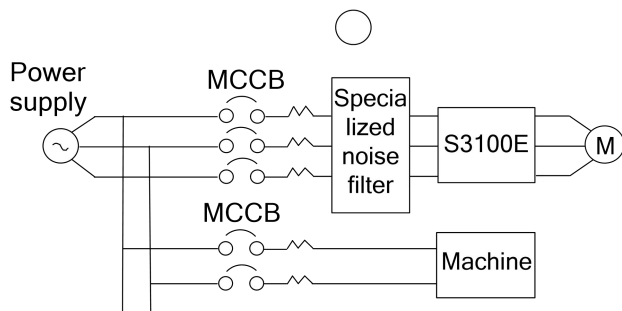 Power
supply
MCCB
Specia
lized
noise
filter
S3100E
M
MCCB
Machine